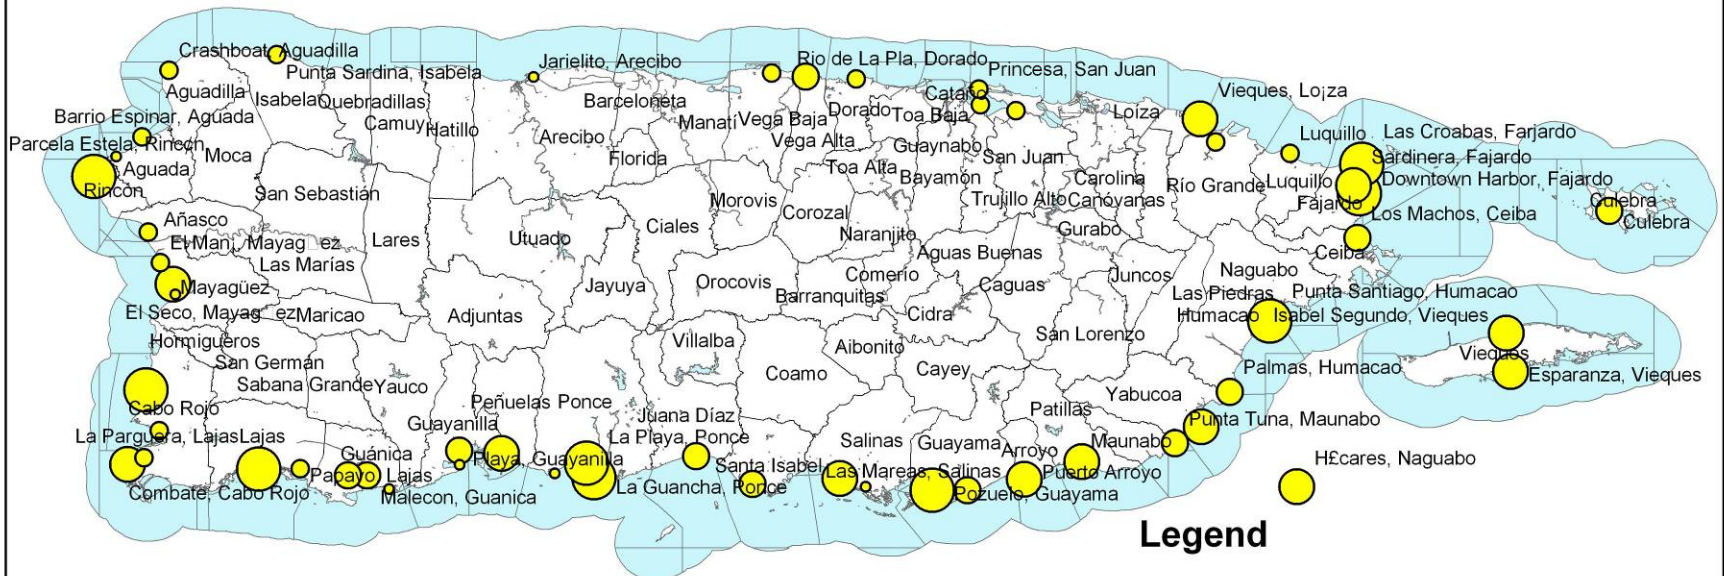 Crashboat, Aguadilla
Punta Sardina, Isabela
Jarielito, Arecibo
Rio de La Pla, Dorado
Princesa, San Juan
Aguadilla
Isabela
Quebradillas
Camuy
Hatillo
Barceloneta
Arecibo
Florida
Manatí
Vega Baja
Vega Alta
Dorado
Toa Baja
Cataño
Loíza
Vieques, Lo¡za
Barrio Espinar, Aguada
Parcela Estela, Rincón
Aguada
Rincón
Moca
San Sebastián
Toa Alta
Bayamón
Guaynabo
San Juan
Trujillo Alto
Carolina
Canóvanas
Río Grande
Luquillo
Luquillo
Las Croabas, Farjardo
Sardinera, Fajardo
Downtown Harbor, Fajardo
Fajardo
Los Machos, Ceiba
Ceiba
Culebra
Culebra
Añasco
El Man¡, Mayag ez
Las Marías
Mayagüez
El Seco, Mayag ez
Maricao
Lares
Utuado
Ciales
Morovis
Corozal
Naranjito
Aguas Buenas
Gurabo
Juncos
Naguabo
Las Piedras
Humacao
Punta Santiago, Humacao
Isabel Segundo, Vieques
Vieques
Esparanza, Vieques
Adjuntas
Jayuya
Orocovis
Barranquitas
Comerío
Cidra
Caguas
San Lorenzo
Hormigueros
San Germán
Sabana Grande
Yauco
Villalba
Coamo
Aibonito
Cayey
Palmas, Humacao
Yabucoa
Patillas
Punta Tuna, Maunabo
Maunabo
Cabo Rojo
La Parguera, Lajas
Lajas
Guayanilla
Peñuelas
Ponce
Juana Díaz
La Playa, Ponce
Guánica
Papayo, Lajas
Combate, Cabo Rojo
Malecon, Guanica
Playa, Guayanilla
La Guancha, Ponce
Santa Isabel
Salinas
Las Mareas, Salinas
Guayama
Arroyo
Puerto Arroyo
Pozuelo, Guayama
H£cares, Naguabo
Legend